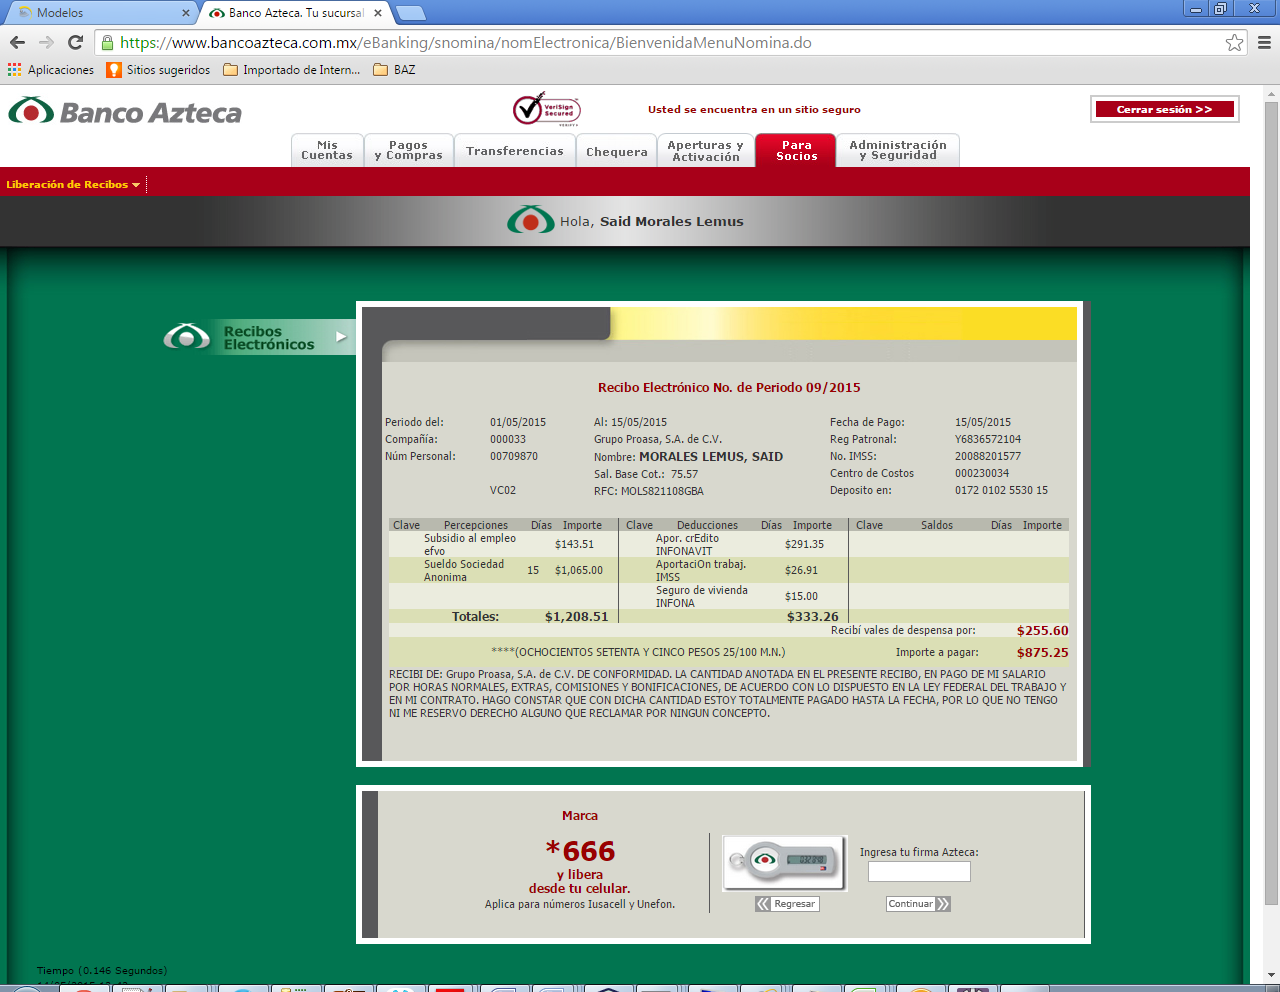 Modelos
Banco Azteca. Tu sucursal
https://www.bancoazteca.com.mx/eBanking/snomina/nomElectronica/BienvenidaMenuNomina.do
Aplicaciones Sitios sugeridos Importado de Intern... BAZ
Banco Azteca
VeriSign Secured
VERIFY
Usted se encuentra en un sitio seguro
Cerrar sesión >>
Mis Cuentas
Pagos y Compras
Transferencias
Chequera
Aperturas y Activación
Para Socios
Administración y Seguridad
Liberación de Recibos
Hola, Said Morales Lemus
Recibos
Electrónicos
Recibo Electrónico No. de Periodo 09/2015
Periodo del: 01/05/2015 Al: 15/05/2015 Fecha de Pago: 15/05/2015
Compañía: 000033 Grupo Proasa, S.A. de C.V. Reg Patronal: Y6836572104
Núm Personal: 00709870 Nombre: MORALES LEMUS, SAID No. IMSS: 20088201577
Sal. Base Cot.: 75.57 Centro de Costos 000230034
VC02 RFC: MOLS821108GBA Deposito en: 0172 0102 5530 15
Clave Percepciones Días Importe Clave Deducciones Días Importe Clave Saldos Días Importe
Subsidio al empleo efvo $143.51 Apor. crEdito INFONAVIT $291.35
Sueldo Sociedad Anonima 15 $1,065.00 AportaciOn trabaj. IMSS $26.91
Seguro de vivienda INFONA $15.00
Totales: $1,208.51 $333.26
Recibí vales de despensa por: $255.60
****(OCHOCIENTOS SETENTA Y CINCO PESOS 25/100 M.N.) Importe a pagar: $875.25
RECIBI DE: Grupo Proasa, S.A. de C.V. DE CONFORMIDAD. LA CANTIDAD ANOTADA EN EL PRESENTE RECIBO, EN PAGO DE MI SALARIO
POR HORAS NORMALES, EXTRAS, COMISIONES Y BONIFICACIONES, DE ACUERDO CON LO DISPUESTO EN LA LEY FEDERAL DEL TRABAJO Y
EN MI CONTRATO. HAGO CONSTAR QUE CON DICHA CANTIDAD ESTOY TOTALMENTE PAGADO HASTA LA FECHA, POR LO QUE NO TENGO
NI ME RESERVO DERECHO ALGUNO QUE RECLAMAR POR NINGUN CONCEPTO.
Marca
*666
y libera
desde tu celular.
Aplica para números Iusacell y Unefon.
Ingresa tu firma Azteca:
Regresar
Continuar
Tiempo (0.146 Segundos)